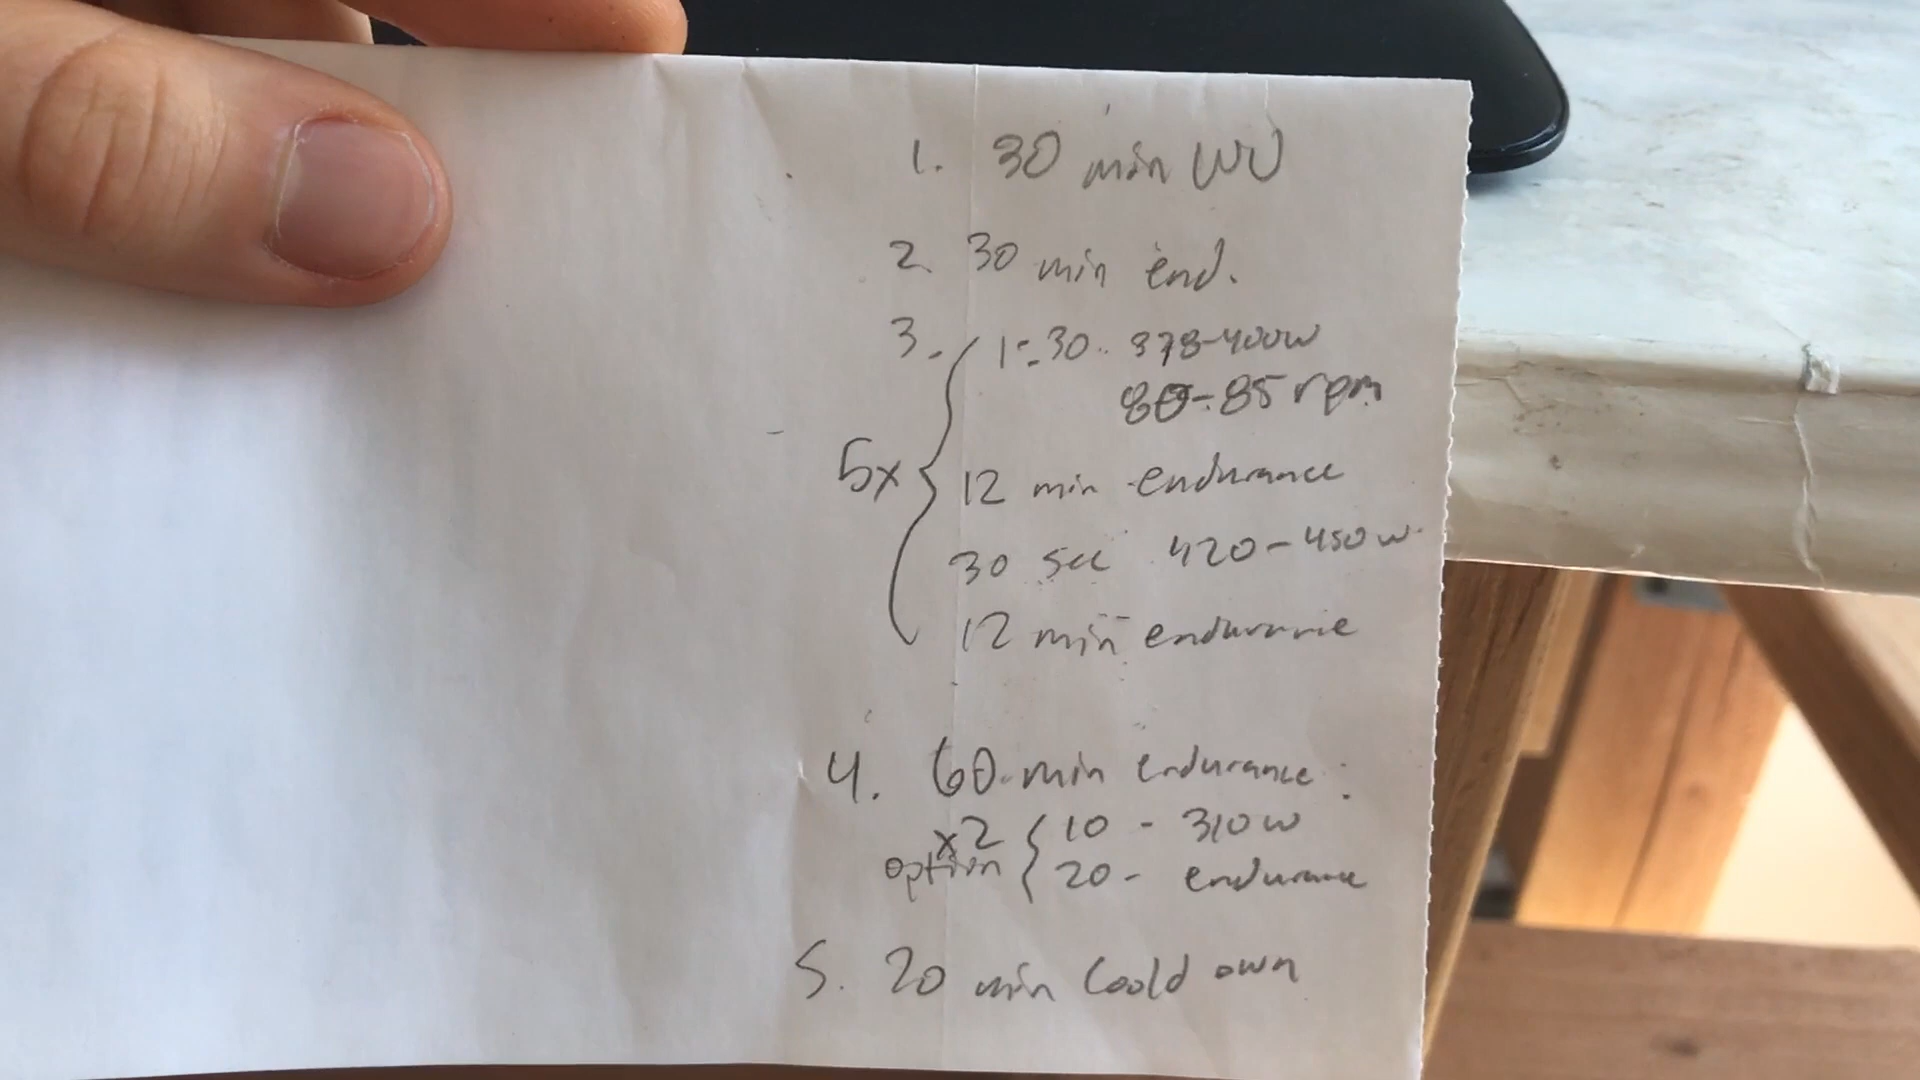 1. 30 min WU
2. 30 min end.
3. 1:30 378-400w
80-85 rpm
5x
12 min endurance
30 sec 420-450w
12 min endurance
4. 60 min endurance:
x2 10 - 310w
option 20 - endurance
5. 20 min Coold own